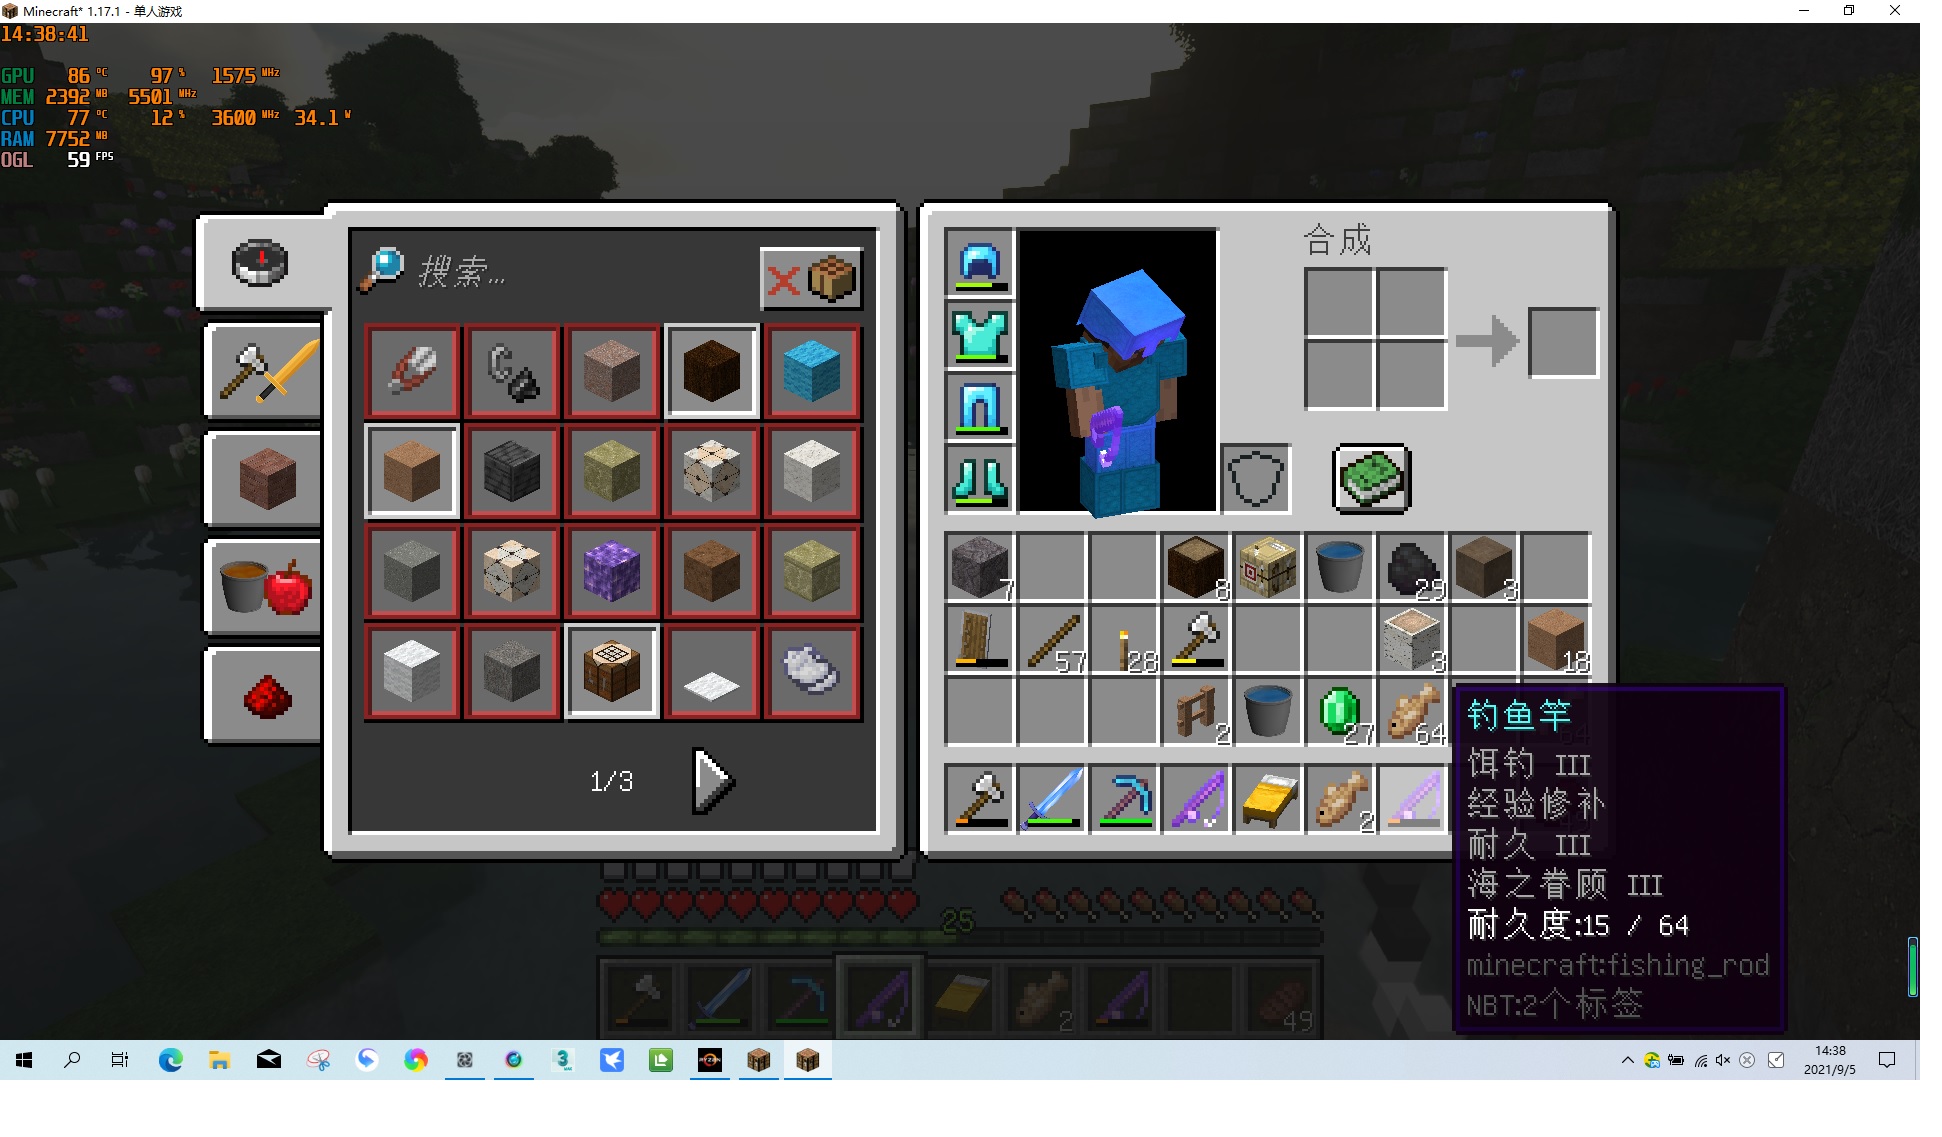 Minecraft* 1.17.1 - 单人游戏
14:38:41
GPU 86 °C 97 % 1575 MHz
MEM 2392 MB 5501 MHz
CPU 77 °C 12 % 3600 MHz 34.1 W
RAM 7752 MB
OGL 59 FPS
搜索...
合成
7 8 29 3
57 28 3 18
2 27 64
2
1/3
钓鱼竿
饵钓 III
经验修补
耐久 III
海之眷顾 III
耐久度:15 / 64
minecraft:fishing_rod
NBT:2个标签
25
2 49
14:38
2021/9/5